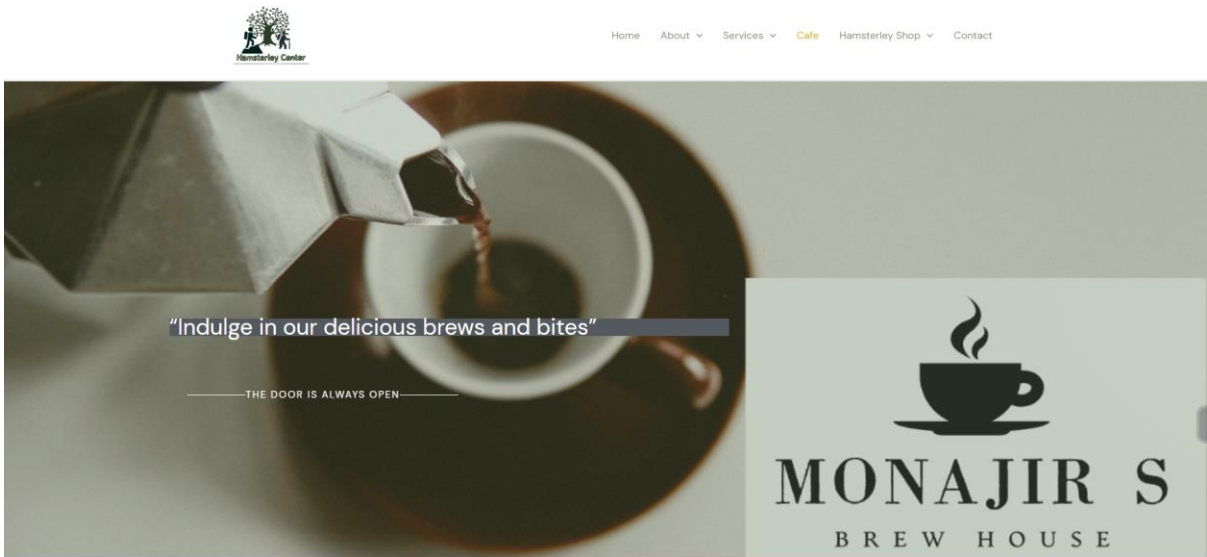 Hamsterley Center
Home About Services Cafe Hamsterley Shop Contact
“Indulge in our delicious brews and bites”
THE DOOR IS ALWAYS OPEN
MONAJIR S
BREW HOUSE